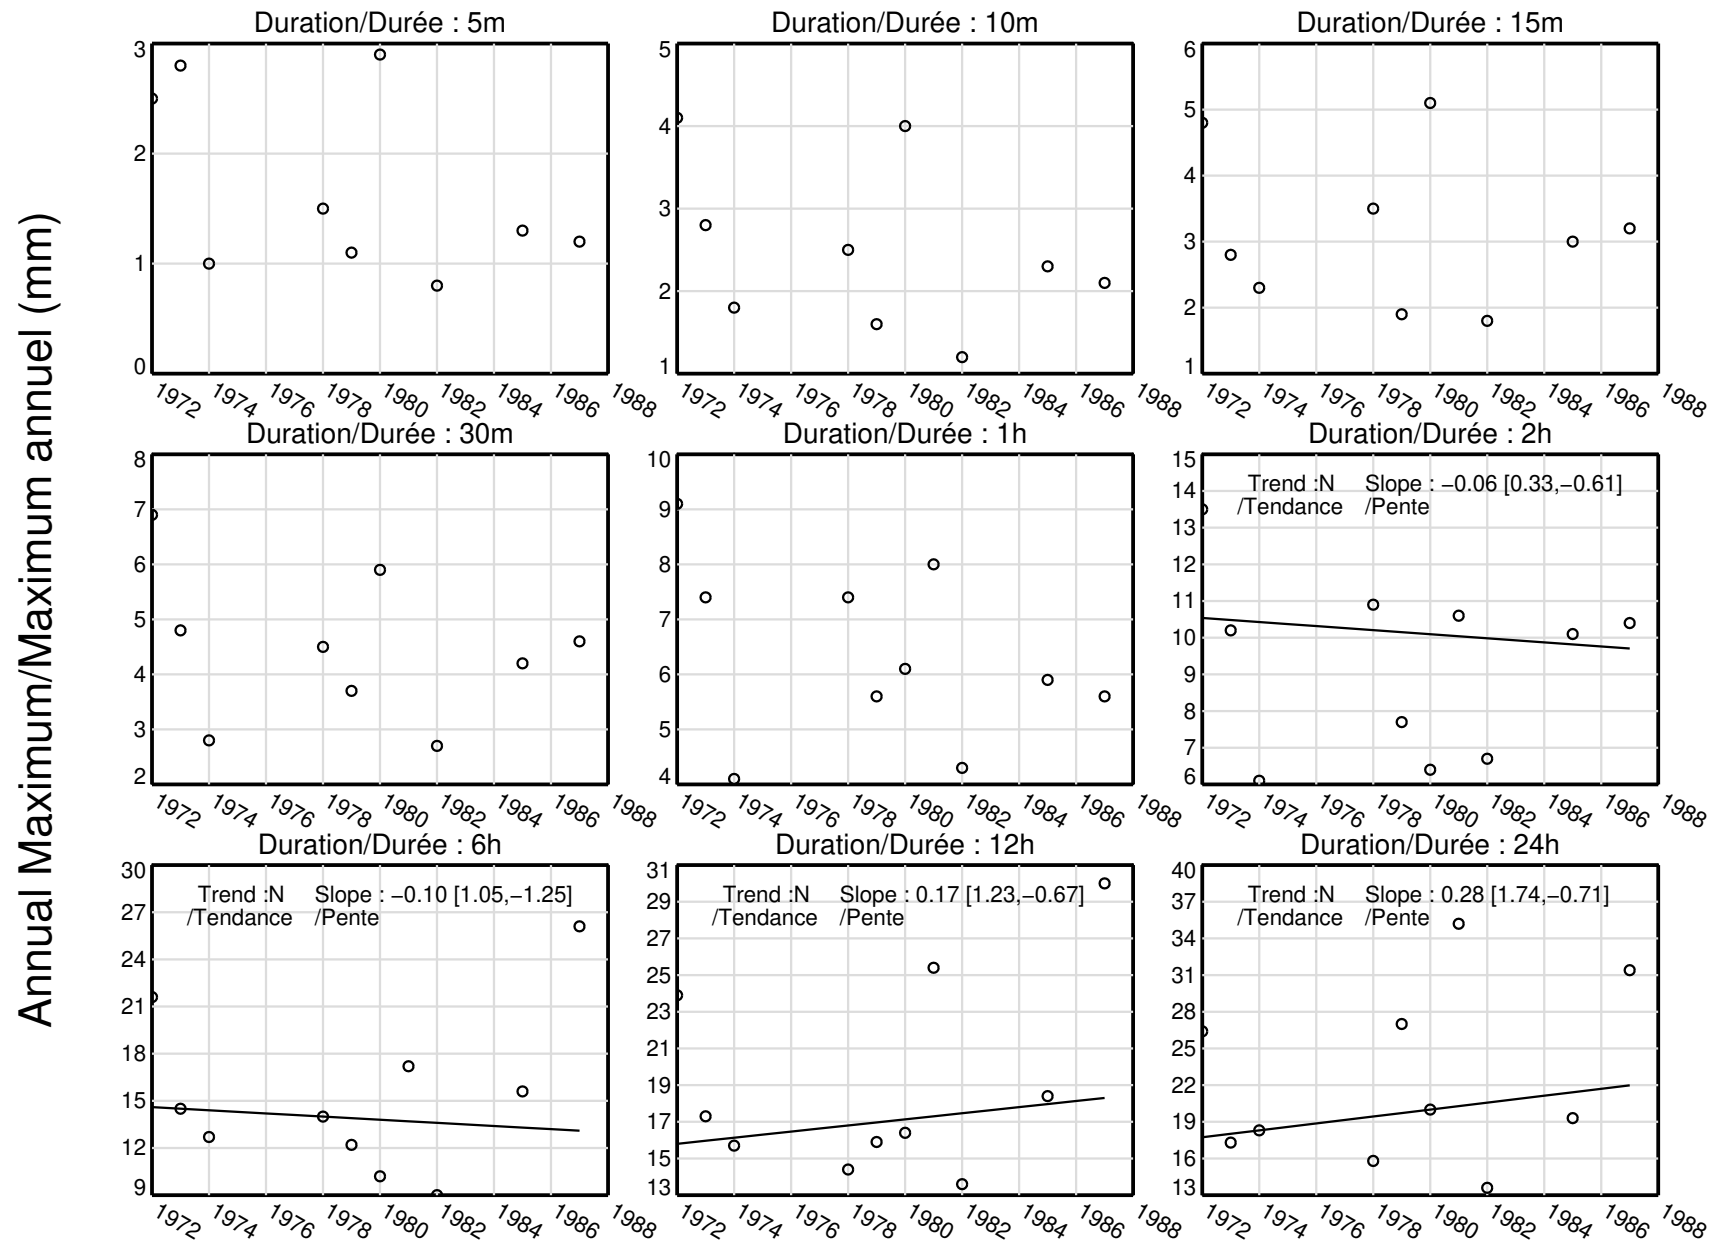 Annual Maximum/Maximum annuel (mm)
Duration/Durée : 5m
3
2
1
0
1972 1974 1976 1978 1980 1982 1984 1986 1988
Duration/Durée : 10m
5
4
3
2
1
1972 1974 1976 1978 1980 1982 1984 1986 1988
Duration/Durée : 15m
6
5
4
3
2
1
1972 1974 1976 1978 1980 1982 1984 1986 1988
Duration/Durée : 30m
8
7
6
5
4
3
2
1972 1974 1976 1978 1980 1982 1984 1986 1988
Duration/Durée : 1h
10
9
8
7
6
5
4
1972 1974 1976 1978 1980 1982 1984 1986 1988
Duration/Durée : 2h
Trend :N Slope : −0.06 [0.33,−0.61]
/Tendance /Pente
15
14
13
12
11
10
9
8
7
6
1972 1974 1976 1978 1980 1982 1984 1986 1988
Duration/Durée : 6h
Trend :N Slope : −0.10 [1.05,−1.25]
/Tendance /Pente
30
27
24
21
18
15
12
9
1972 1974 1976 1978 1980 1982 1984 1986 1988
Duration/Durée : 12h
Trend :N Slope : 0.17 [1.23,−0.67]
/Tendance /Pente
31
29
27
25
23
21
19
17
15
13
1972 1974 1976 1978 1980 1982 1984 1986 1988
Duration/Durée : 24h
Trend :N Slope : 0.28 [1.74,−0.71]
/Tendance /Pente
40
37
34
31
28
25
22
19
16
13
1972 1974 1976 1978 1980 1982 1984 1986 1988